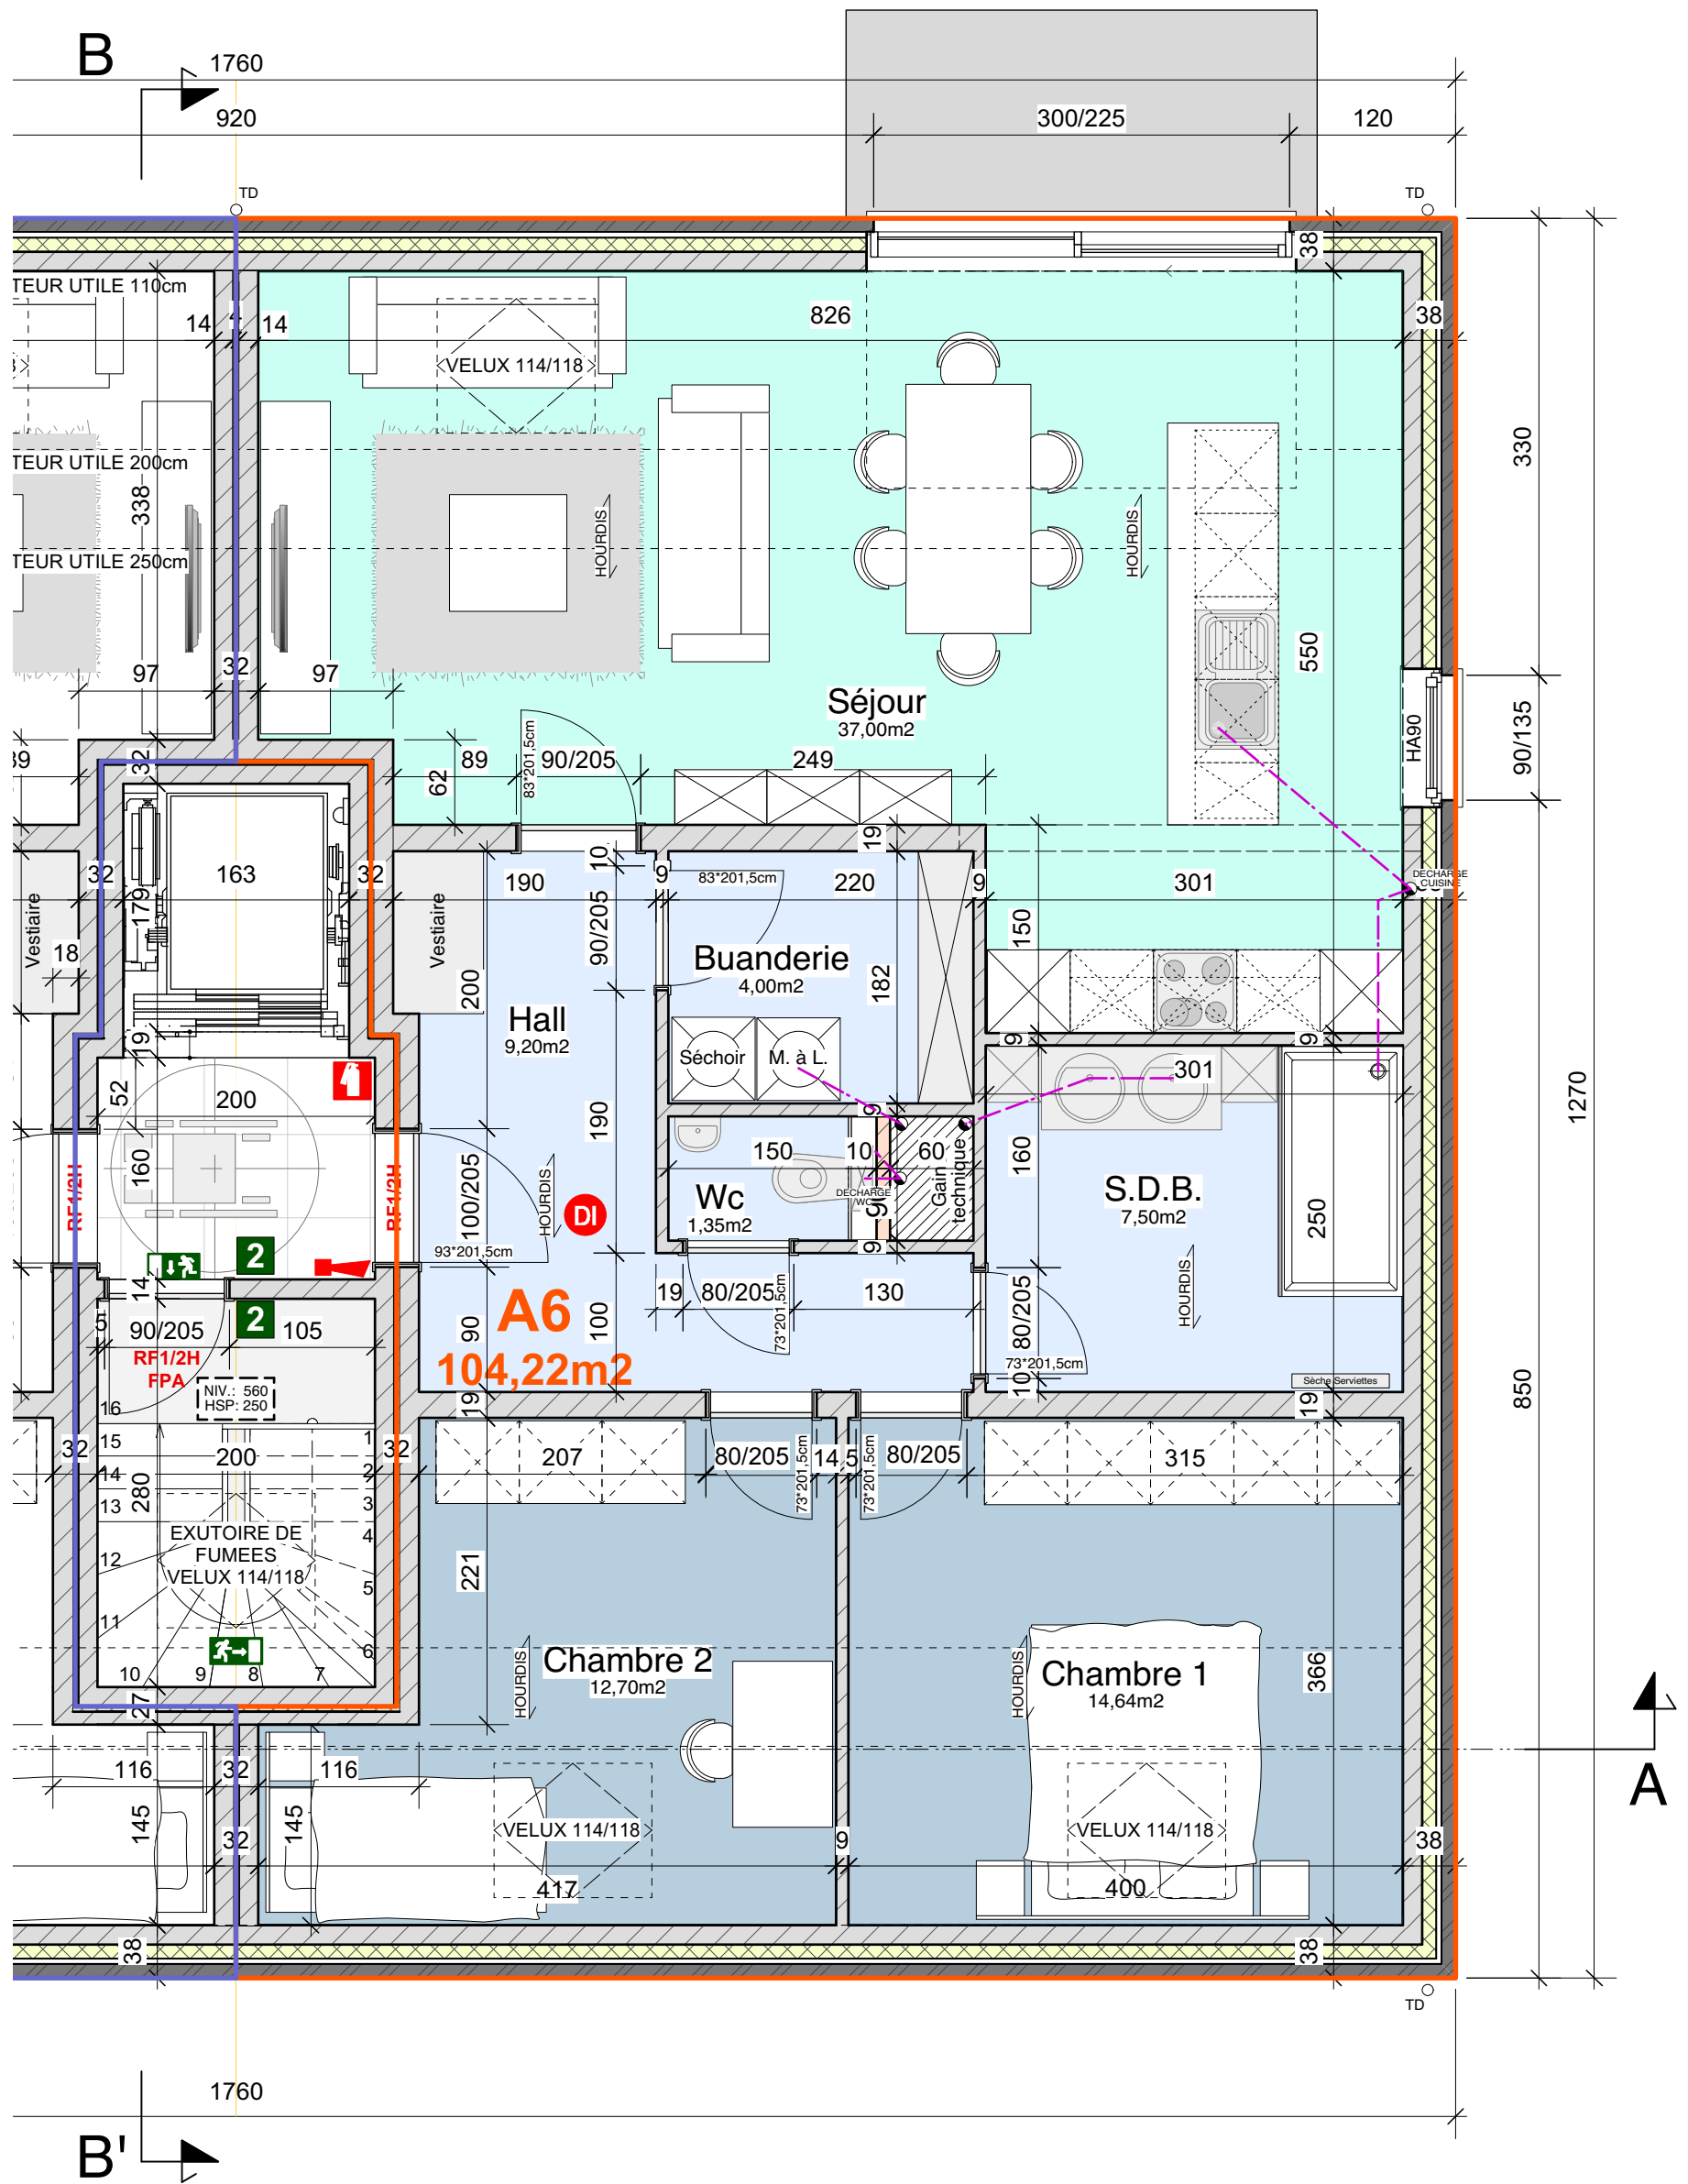 B
1760
920
300/225
120
TD
TD
38
TEUR UTILE 110cm
14
4
14
826
38
VELUX 114/118
TEUR UTILE 200cm
338
HOURDIS
HOURDIS
330
TEUR UTILE 250cm
97
32
97
550
Séjour
37,00m2
HA90
90/135
32
89
90/205
83*201,5cm
249
62
19
163
32
32
Vestiaire
179
18
Vestiaire
190
10
9
83*201,5cm
220
9
301
DECHARGE
CUISINE
90/205
150
200
Buanderie
4,00m2
182
Hall
9,20m2
19
9
9
Séchoir
M. à L.
301
52
200
190
9
1270
160
RF1/2H
RF1/2H
100/205
HOURDIS
DI
93*201,5cm
150
10
60
Gain
technique
DECHARGE
WC
90
Wc
1,35m2
9
160
S.D.B.
7,50m2
250
HOURDIS
2
14
2
5
90/205
105
RF1/2H
FPA
NIV.: 560
HSP: 250
90
A6
104,22m2
19
80/205
73*201,5cm
130
100
80/205
73*201,5cm
10
Sèche Serviettes
19
19
850
16
15
14
13
12
11
10
9
8
7
6
5
4
3
2
1
32
200
32
280
EXUTOIRE DE
FUMEES
VELUX 114/118
207
80/205
73*201,5cm
14
5
80/205
73*201,5cm
315
221
HOURDIS
Chambre 2
12,70m2
HOURDIS
Chambre 1
14,64m2
366
27
116
32
116
A
145
32
145
VELUX 114/118
417
9
VELUX 114/118
400
38
38
38
TD
1760
B'